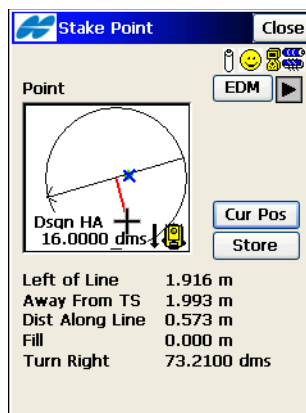 Stake Point
Close
Point
EDM
Dsgn HA
16.0000 dms
Cur Pos
Store
Left of Line 1.916 m
Away From TS 1.993 m
Dist Along Line 0.573 m
Fill 0.000 m
Turn Right 73.2100 dms